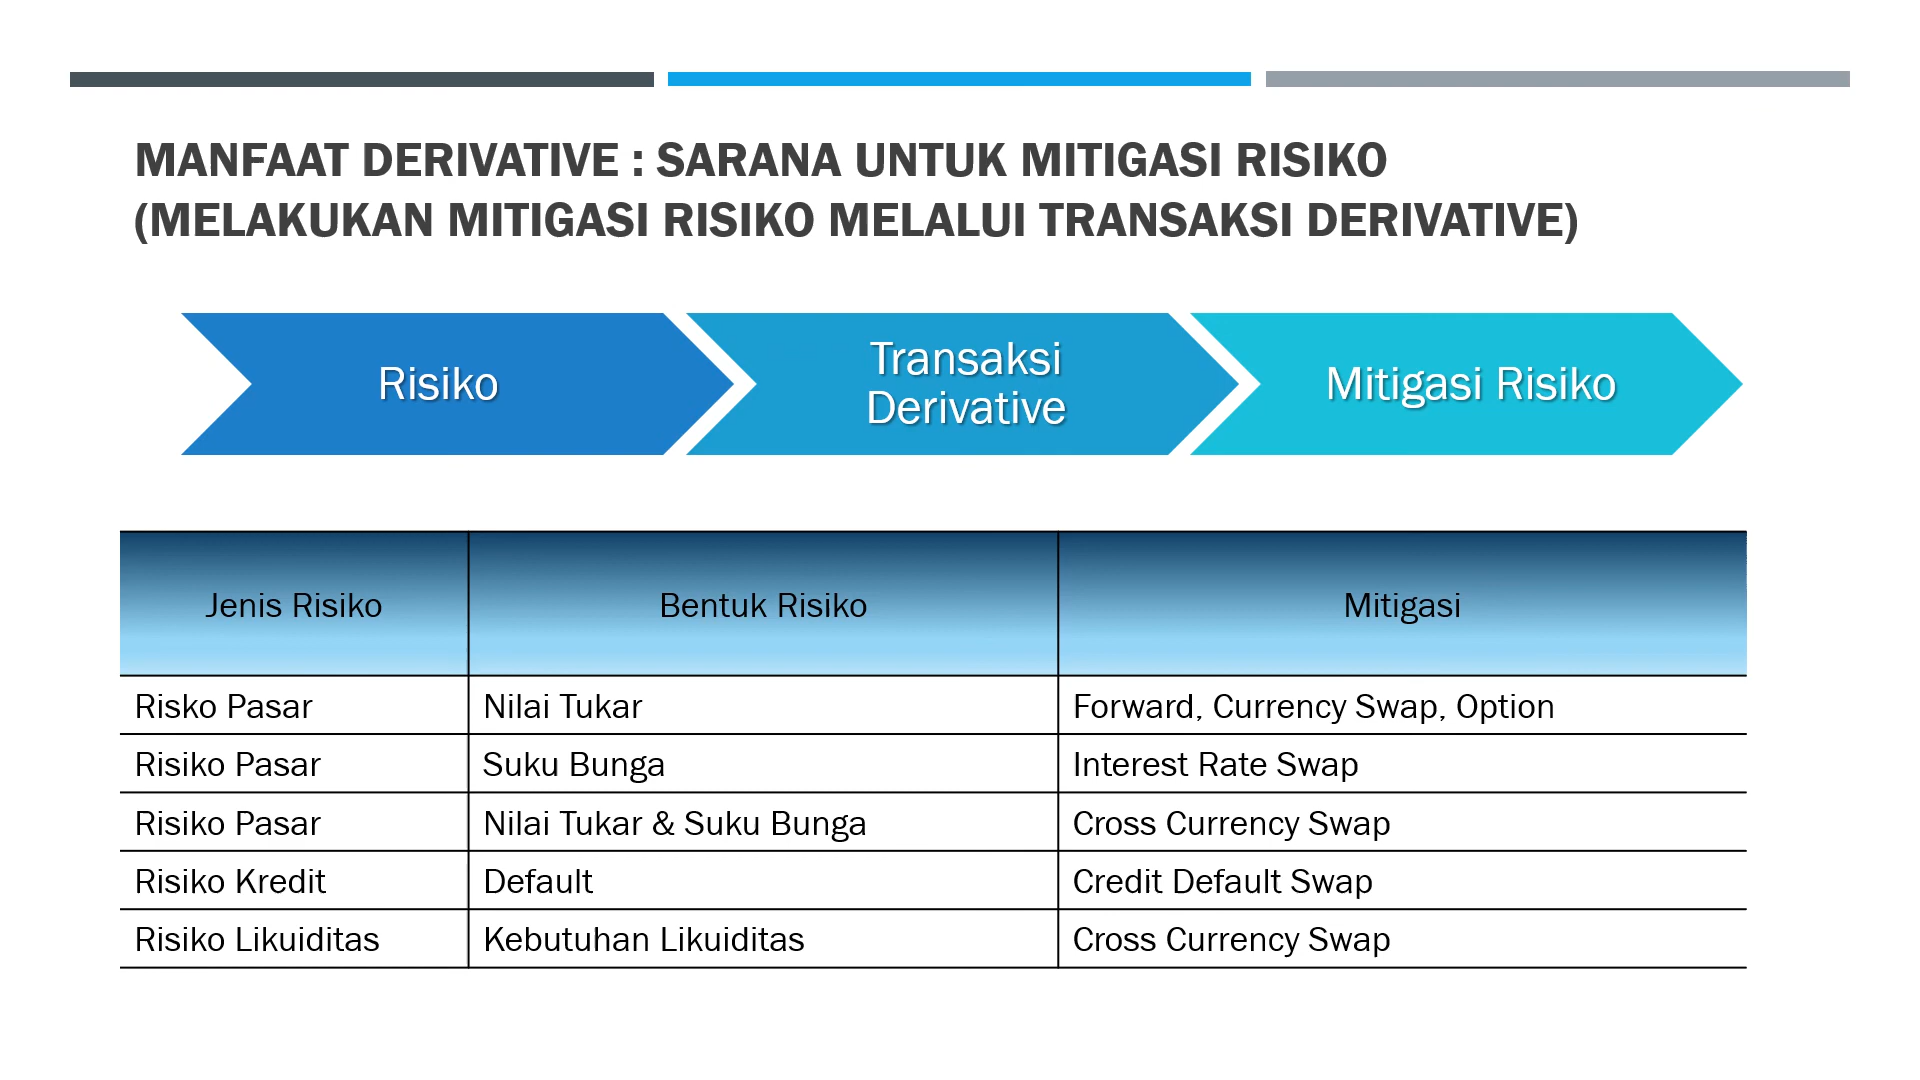 MANFAAT DERIVATIVE : SARANA UNTUK MITIGASI RISIKO
(MELAKUKAN MITIGASI RISIKO MELALUI TRANSAKSI DERIVATIVE)
Risiko
Transaksi
Derivative
Mitigasi Risiko
Jenis Risiko Bentuk Risiko Mitigasi
Risko Pasar Nilai Tukar Forward, Currency Swap, Option
Risiko Pasar Suku Bunga Interest Rate Swap
Risiko Pasar Nilai Tukar & Suku Bunga Cross Currency Swap
Risiko Kredit Default Credit Default Swap
Risiko Likuiditas Kebutuhan Likuiditas Cross Currency Swap